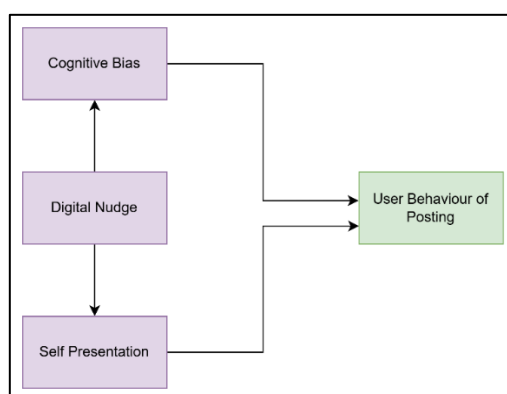 Cognitive Bias
Digital Nudge
User Behaviour of
Posting
Self Presentation